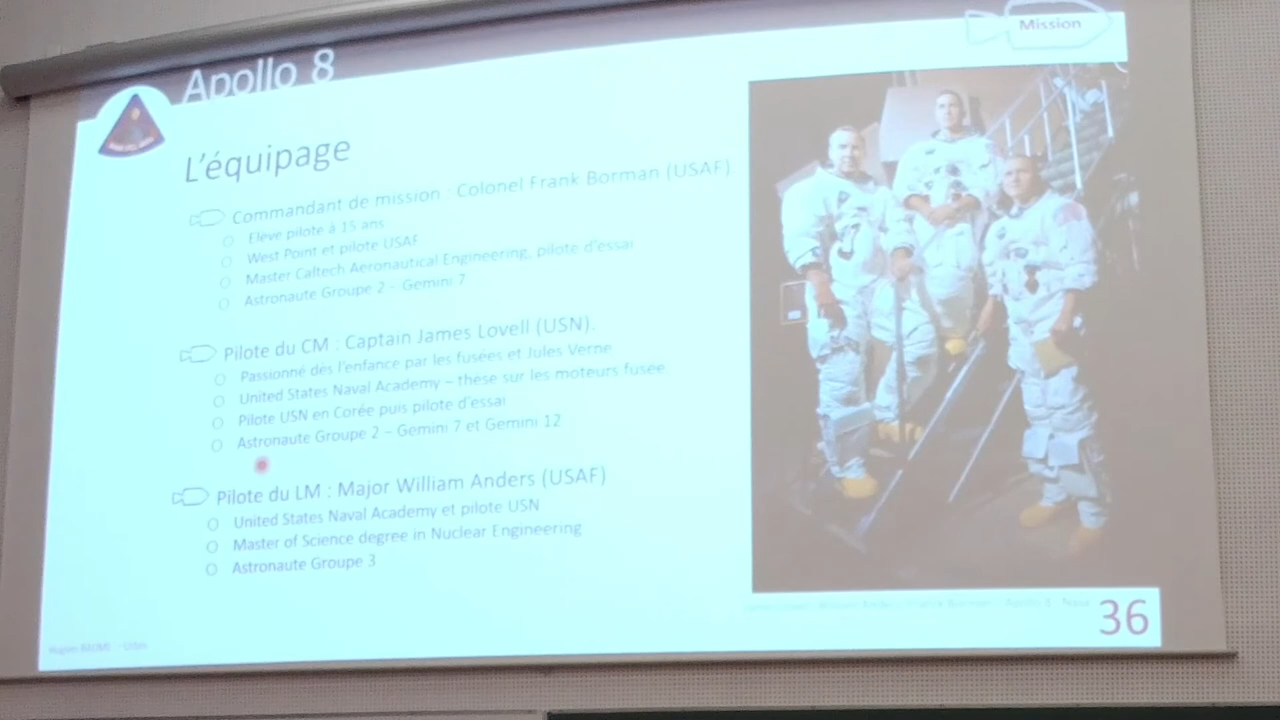 Mission
Apollo 8
L'équipage
Commandant de mission : Colonel Frank Borman (USAF)
Elève pilote à 15 ans
West Point et pilote USAF
Master Caltech Aeronautical Engineering, pilote d'essai
Astronaute Groupe 2 – Gemini 7
Pilote du CM : Captain James Lovell (USN).
Passionné dès l'enfance par les fusées et Jules Verne
United States Naval Academy – thèse sur les moteurs fusée
Pilote USN en Corée puis pilote d'essai
Astronaute Groupe 2 – Gemini 7 et Gemini 12
Pilote du LM : Major William Anders (USAF)
United States Naval Academy et pilote USN
Master of Science degree in Nuclear Engineering
Astronaute Groupe 3
36